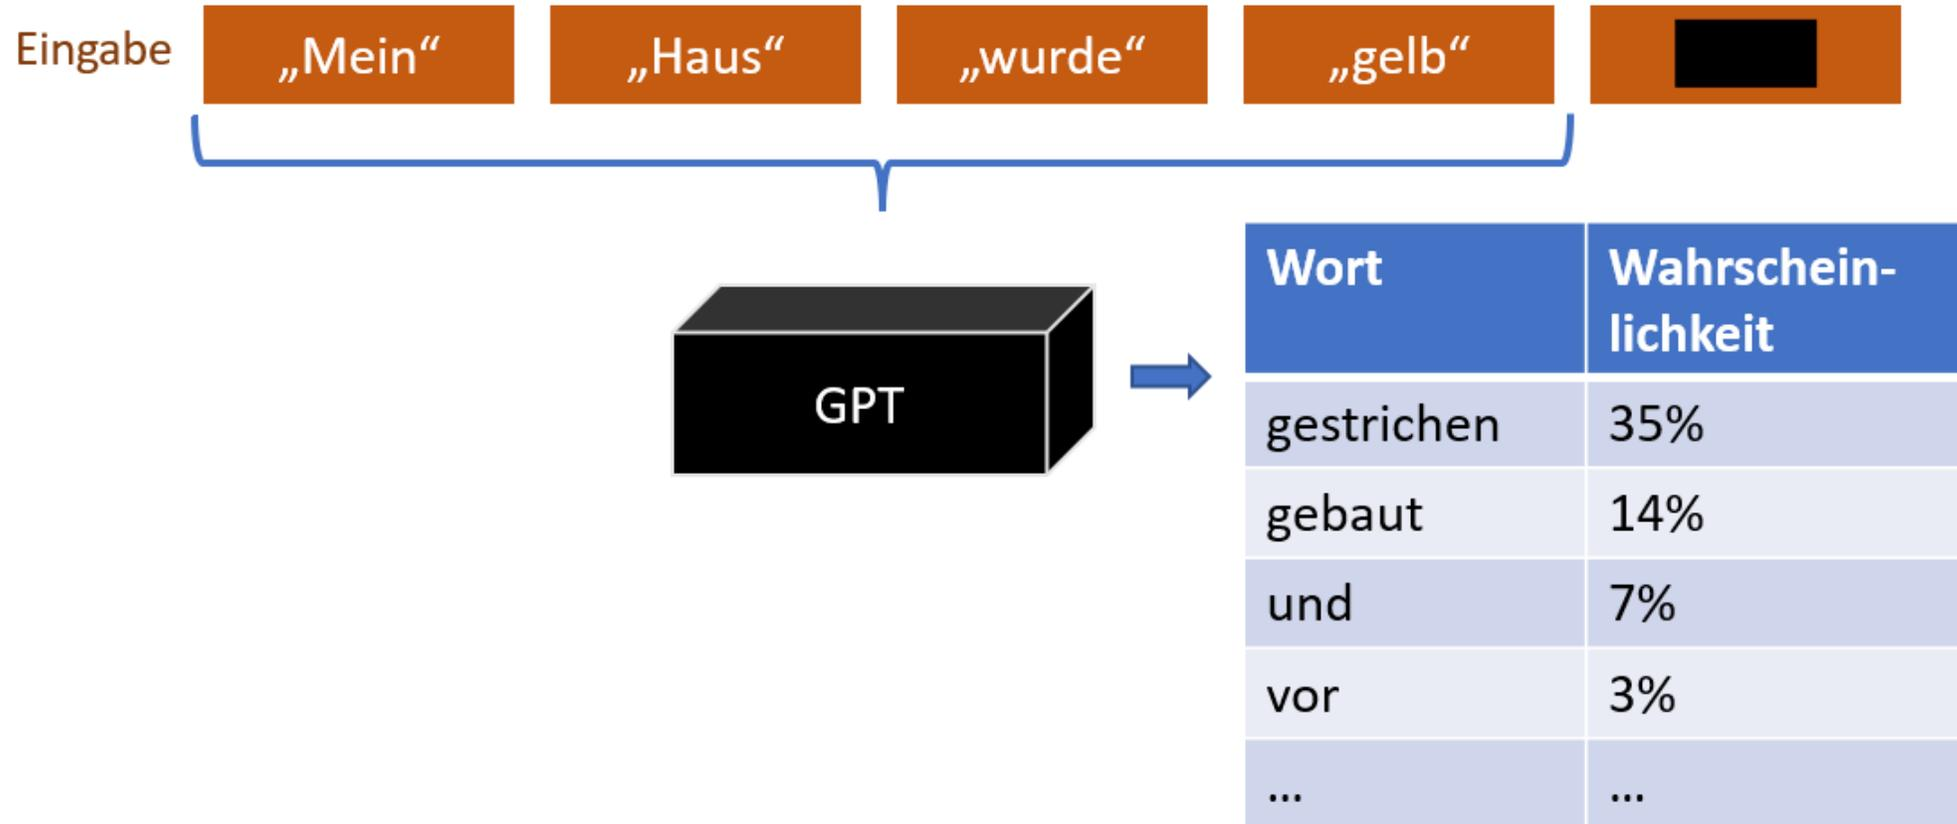 Eingabe „Mein“ „Haus“ „wurde“ „gelb“
GPT
Wort Wahrschein-
lichkeit
gestrichen 35%
gebaut 14%
und 7%
vor 3%
... ...